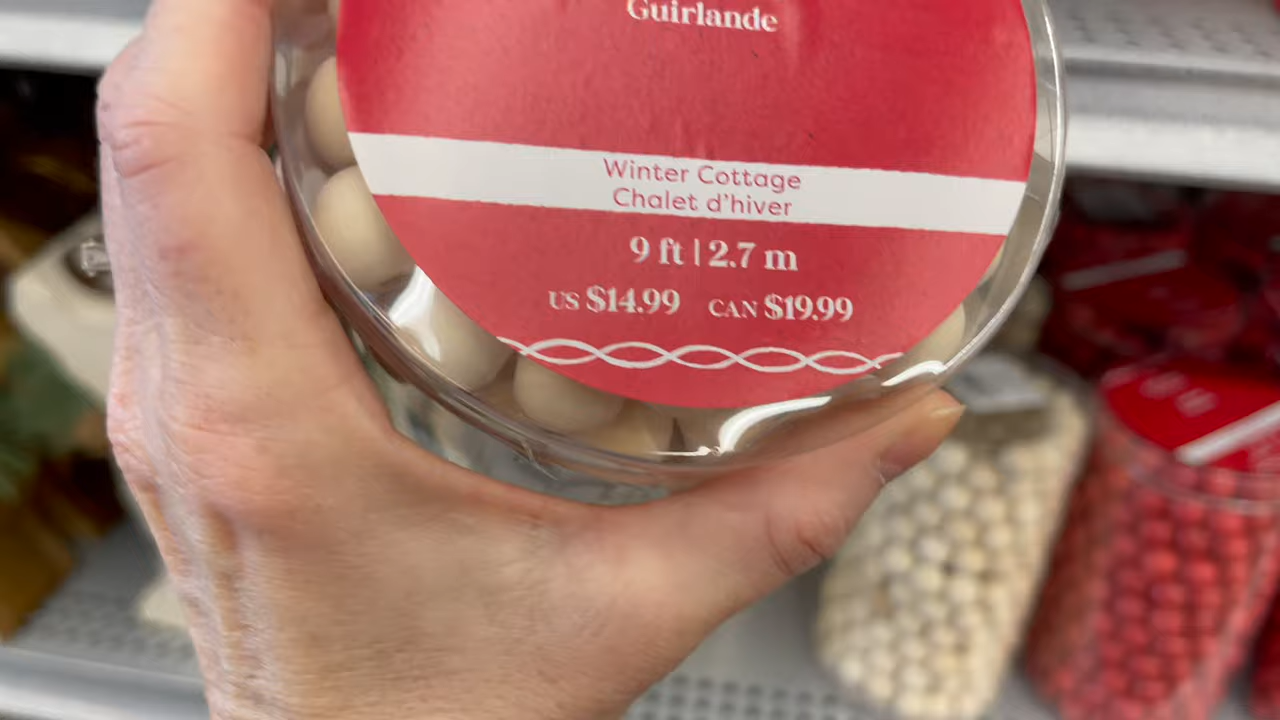 Guirlande
Winter Cottage
Chalet d'hiver
9 ft | 2.7 m
US $14.99 CAN $19.99